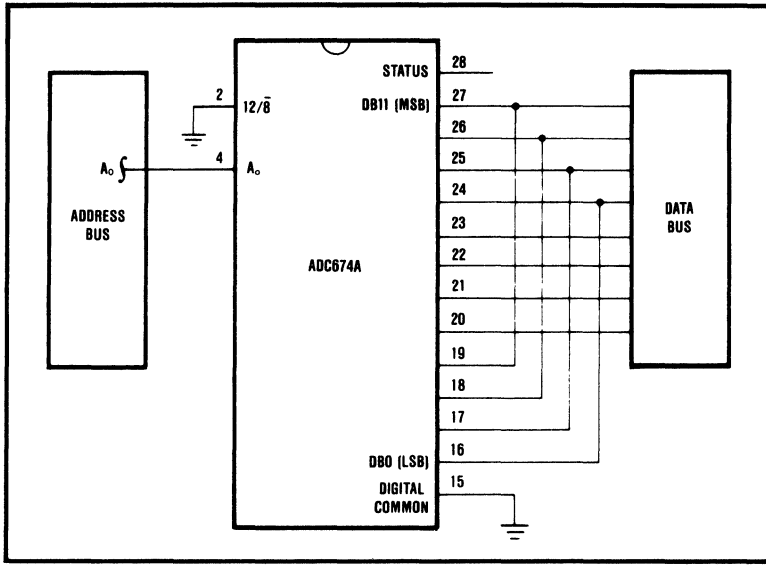 STATUS 28
DB11 (MSB) 27
2 12/8̅ 26
A₀ 4 A₀ 25
24
ADDRESS BUS
DATA BUS
23
22
ADC674A
21
20
19
18
17
DB0 (LSB) 16
DIGITAL COMMON 15